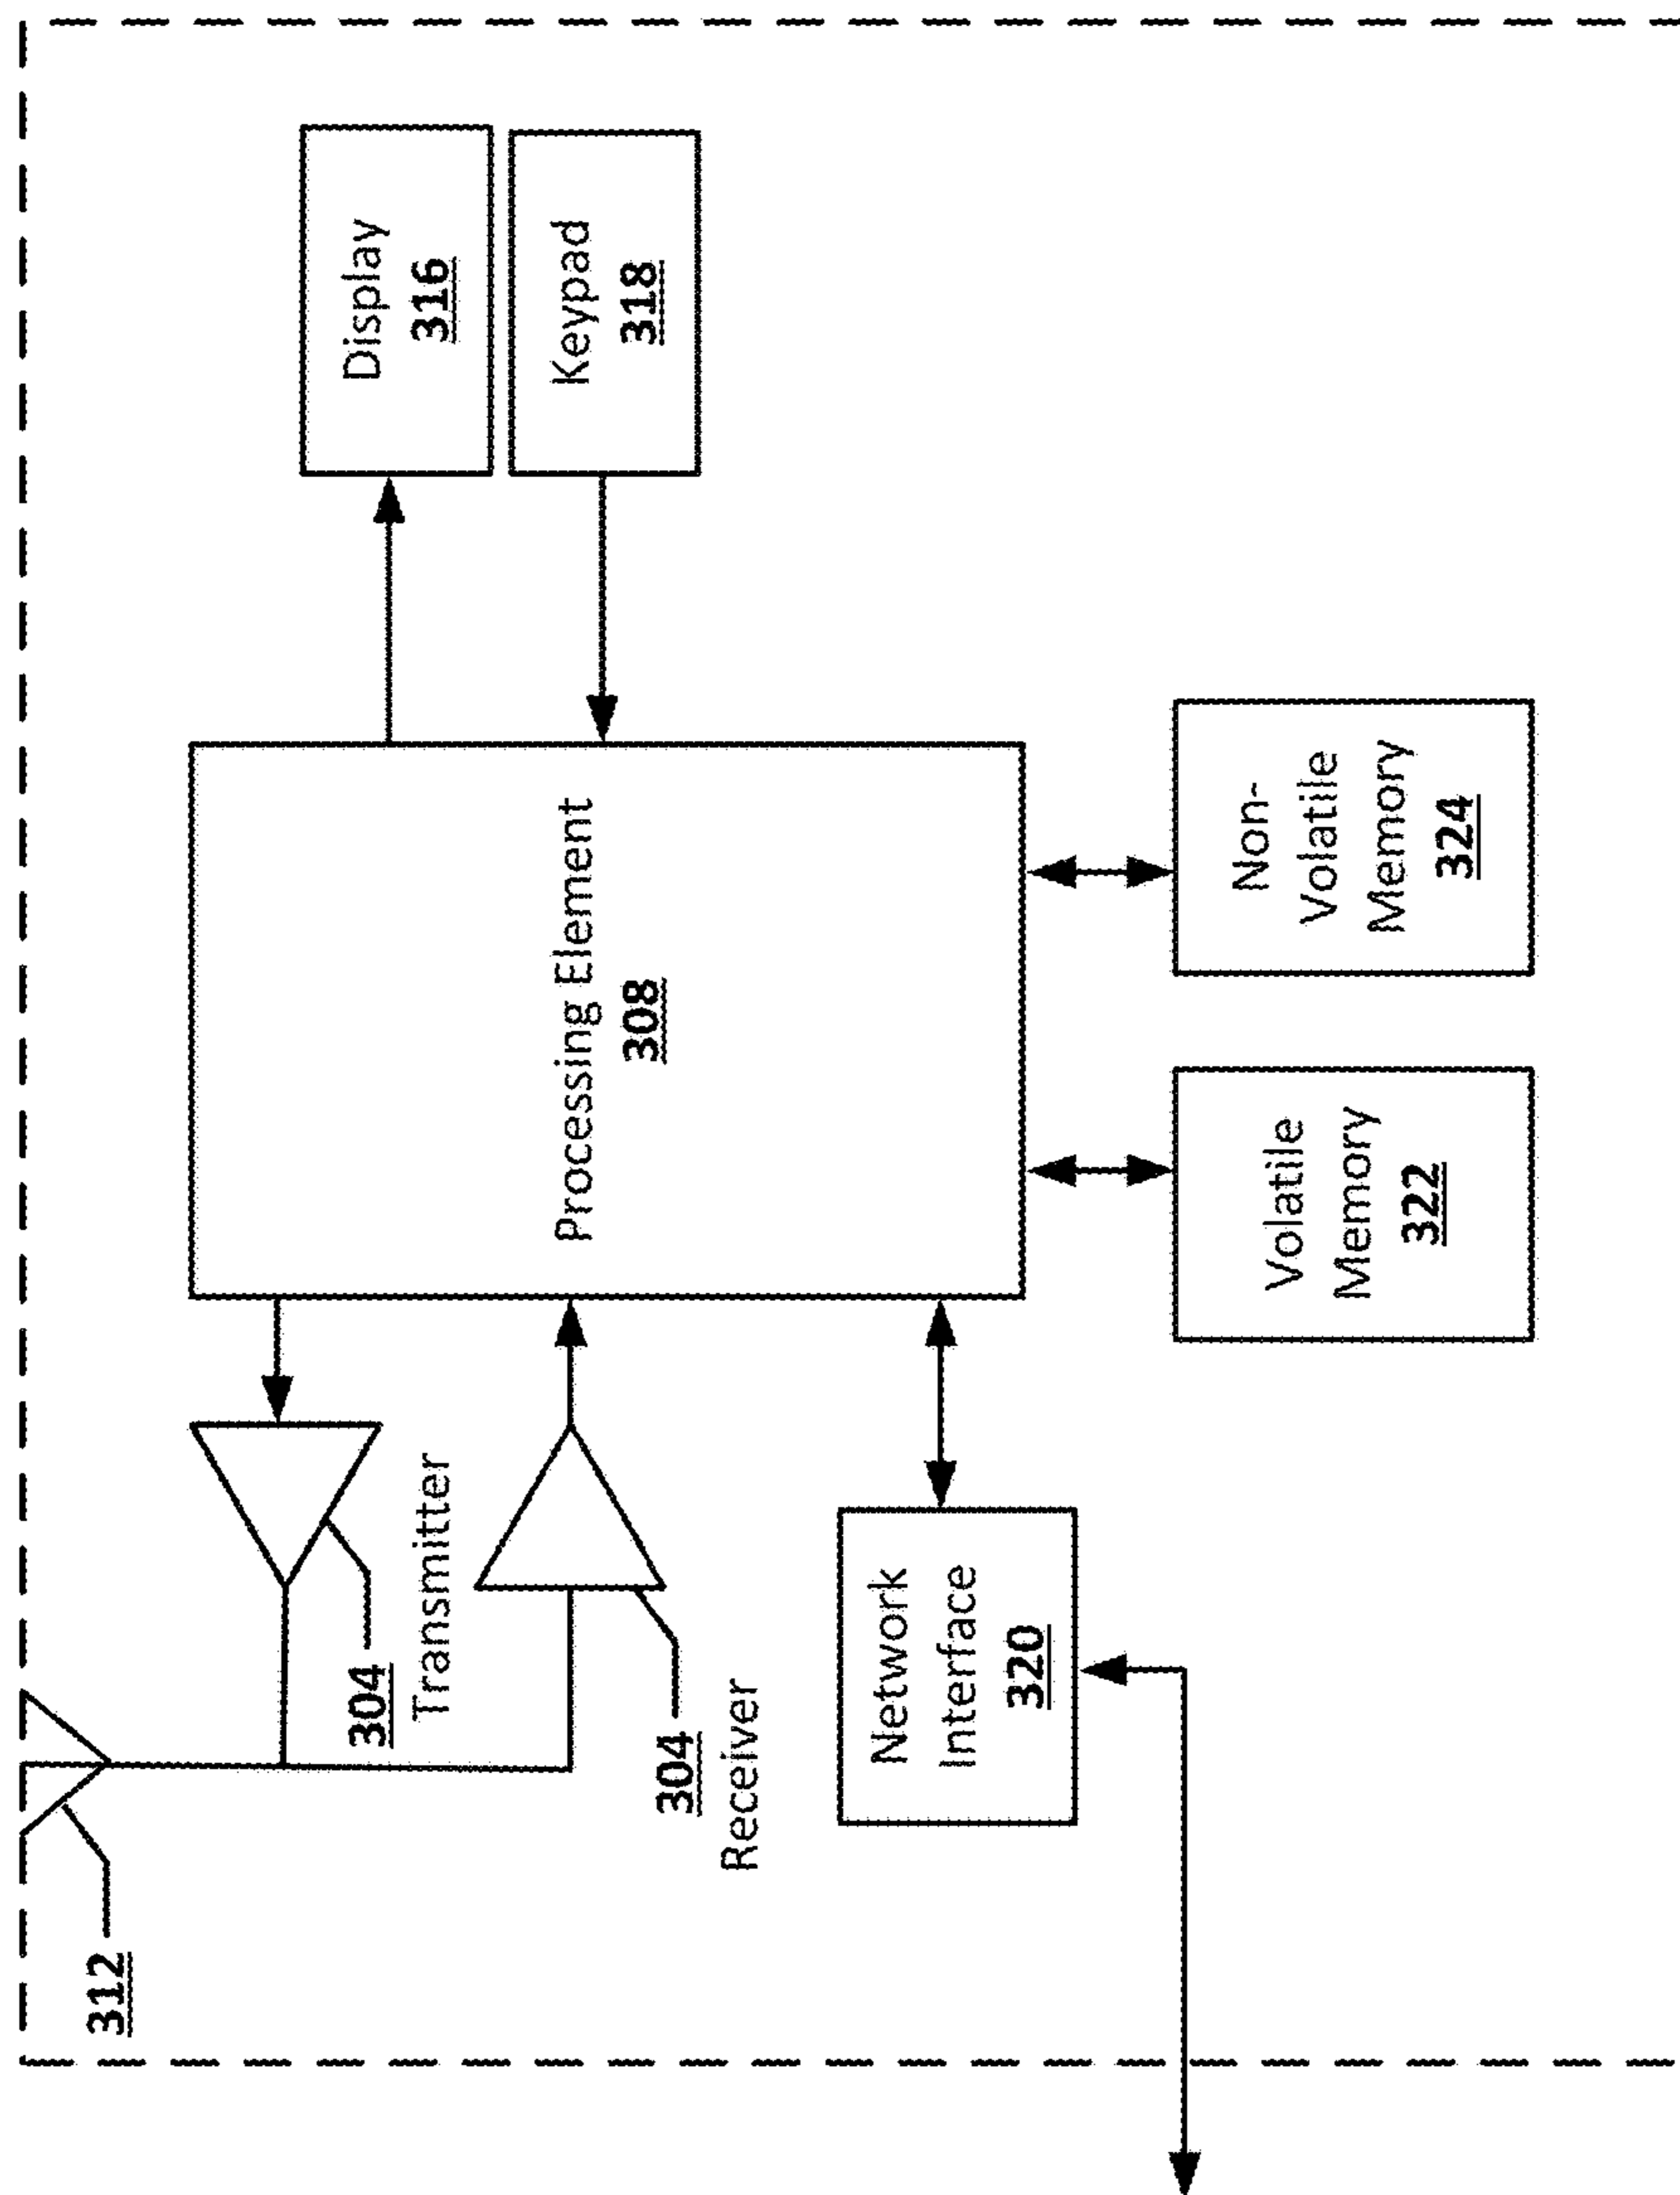 312
304
Transmitter
304
Receiver
Processing Element
308
Display
316
Keypad
318
Network
Interface
320
Volatile
Memory
322
Non-
Volatile
Memory
324